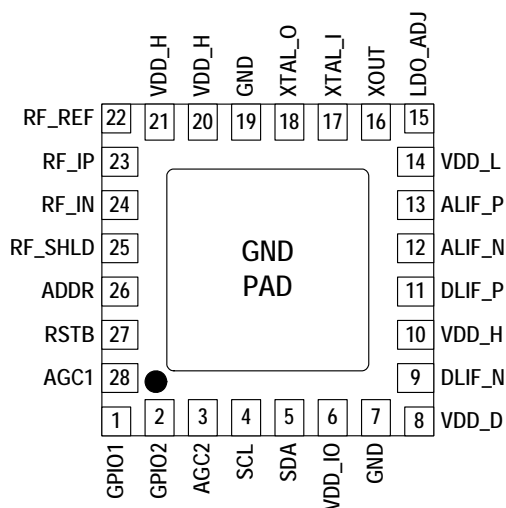 VDD_H
VDD_H
GND
XTAL_O
XTAL_I
XOUT
LDO_ADJ
RF_REF 22 21 20 19 18 17 16 15
RF_IP 23 14 VDD_L
RF_IN 24 13 ALIF_P
RF_SHLD 25 12 ALIF_N
GND
PAD
ADDR 26 11 DLIF_P
RSTB 27 10 VDD_H
AGC1 28 9 DLIF_N
1 2 3 4 5 6 7 8 VDD_D
GPIO1
GPIO2
AGC2
SCL
SDA
VDD_IO
GND